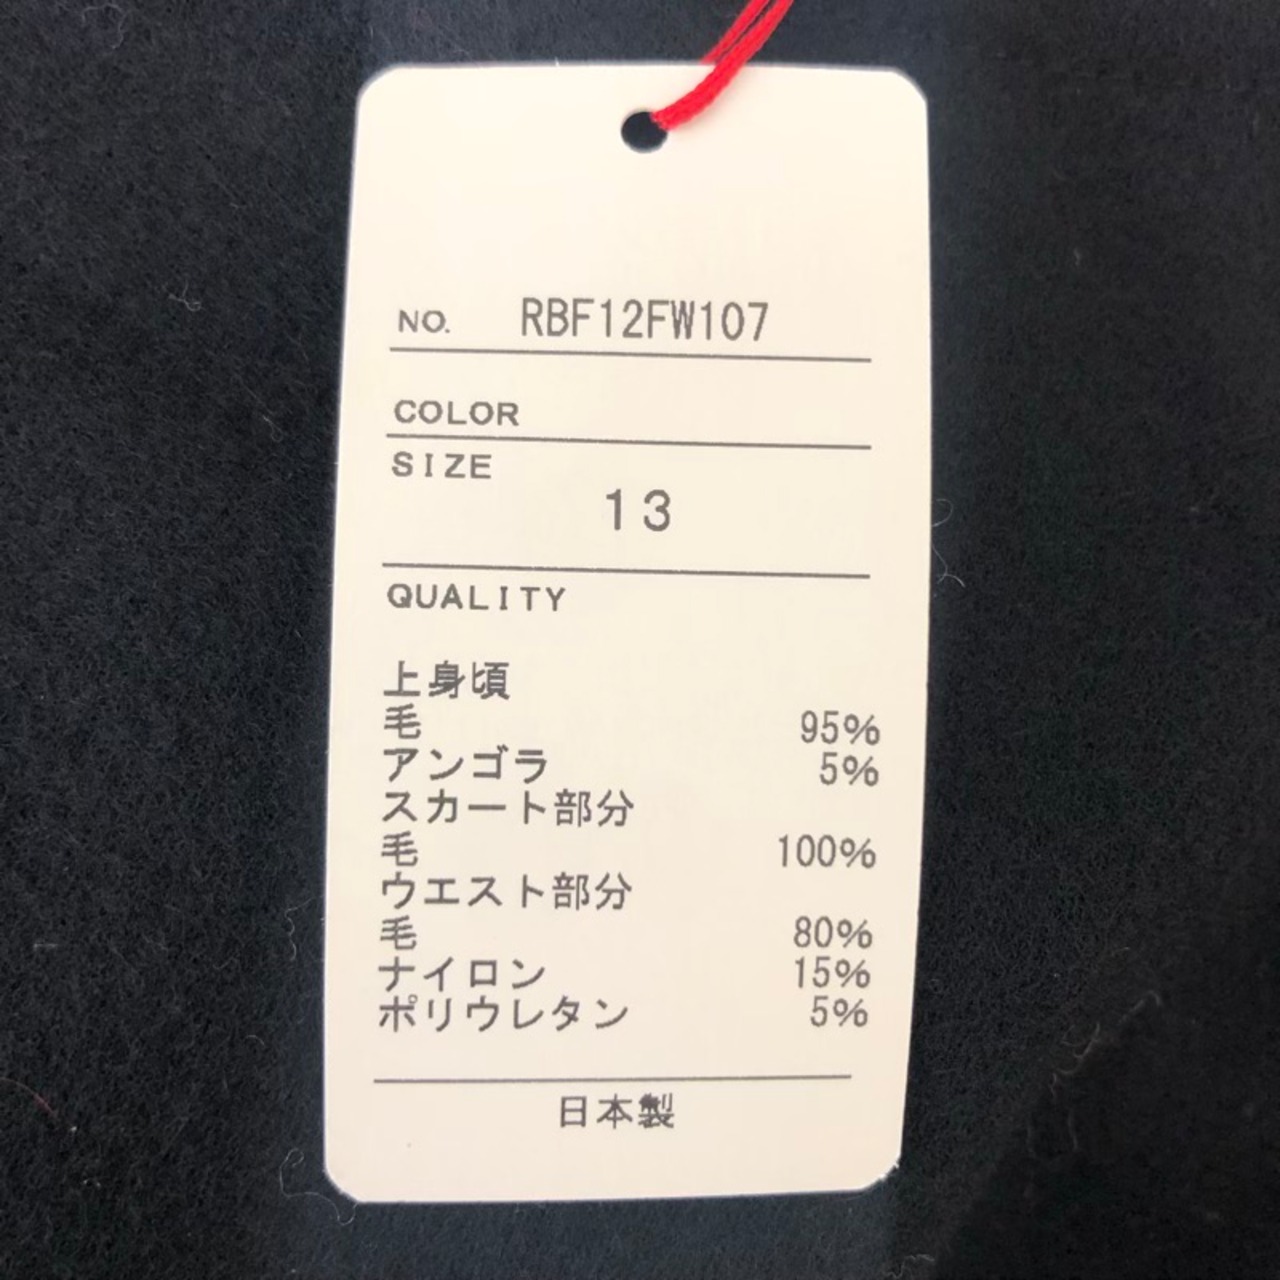 NO. RBF12FW107
COLOR
SIZE
13
QUALITY
上身頃
毛 95%
アンゴラ 5%
スカート部分
毛 100%
ウエスト部分
毛 80%
ナイロン 15%
ポリウレタン 5%
日本製